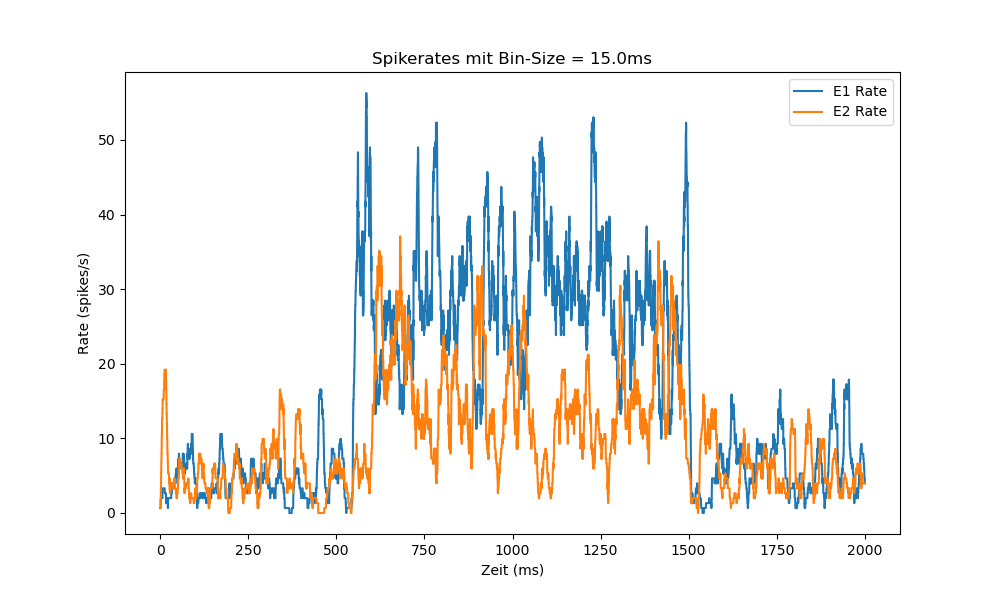 Spikerates mit Bin-Size = 15.0ms
E1 Rate
E2 Rate
50
40
30
20
10
0
Rate (spikes/s)
0 250 500 750 1000 1250 1500 1750 2000
Zeit (ms)